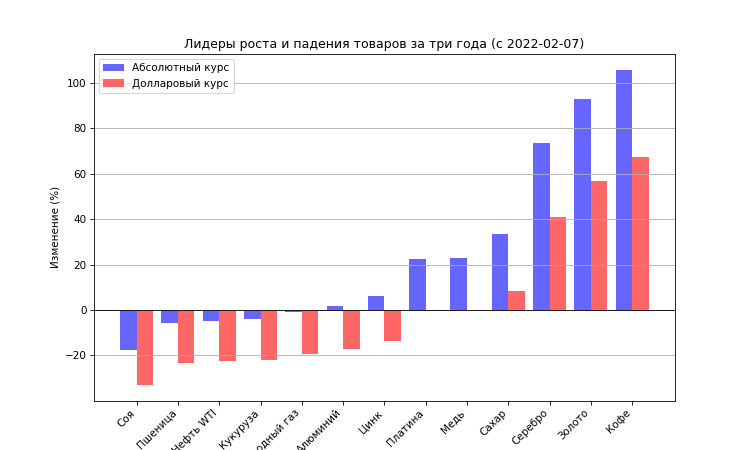 Лидеры роста и падения товаров за три года (с 2022-02-07)
Абсолютный курс
Долларовый курс
Изменение (%)
100
80
60
40
20
0
−20
Соя
Пшеница
Нефть WTI
Кукуруза
одный газ
Алюминий
Цинк
Платина
Медь
Сахар
Серебро
Золото
Кофе